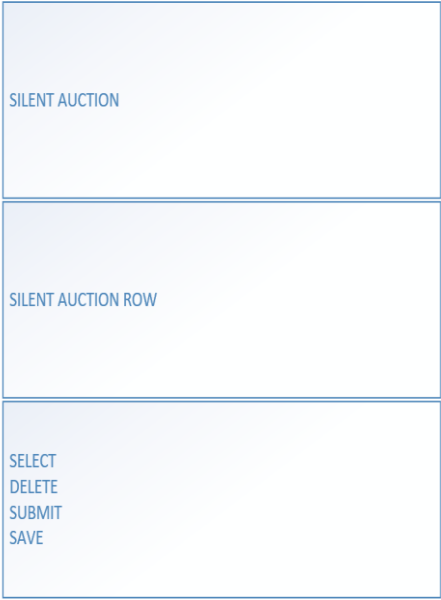 SILENT AUCTION
SILENT AUCTION ROW
SELECT
DELETE
SUBMIT
SAVE